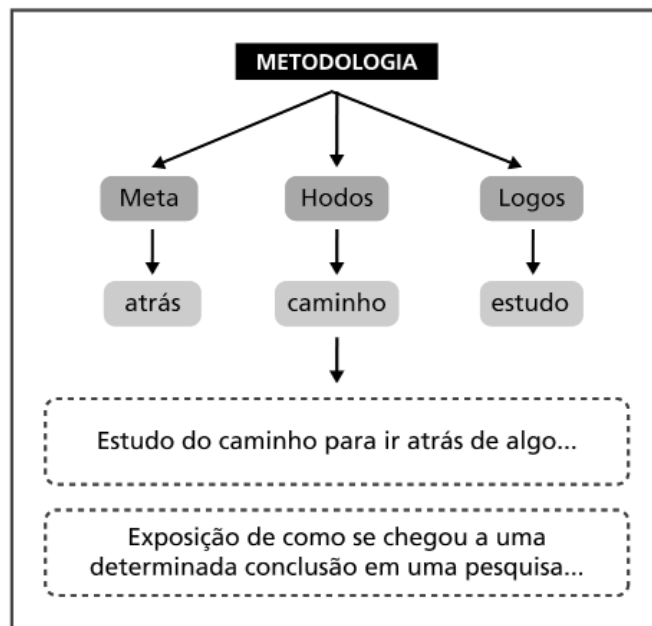 METODOLOGIA
Meta
Hodos
Logos
atrás
caminho
estudo
Estudo do caminho para ir atrás de algo...
Exposição de como se chegou a uma
determinada conclusão em uma pesquisa...